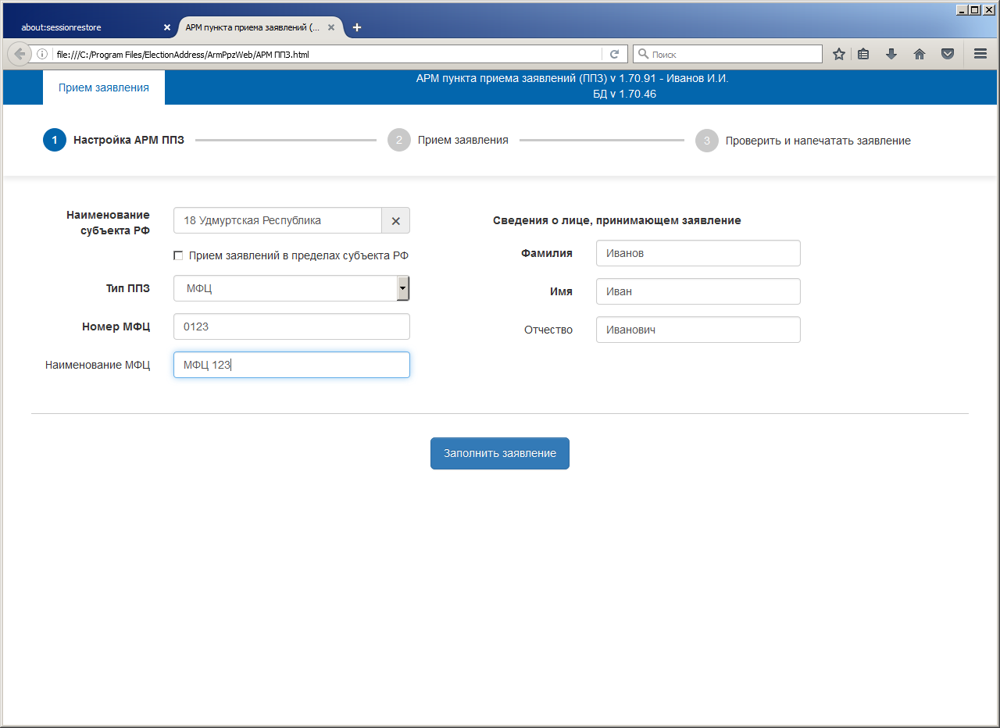 about:sessionrestore
АРМ пункта приема заявлений (...
file:///C:/Program Files/ElectionAddress/ArmPpzWeb/АРМ ППЗ.html
Поиск
Прием заявления
АРМ пункта приема заявлений (ППЗ) v 1.70.91 - Иванов И.И.
БД v 1.70.46
1 Настройка АРМ ППЗ
2 Прием заявления
3 Проверить и напечатать заявление
Наименование
субъекта РФ
18 Удмуртская Республика
Прием заявлений в пределах субъекта РФ
Тип ППЗ
МФЦ
Номер МФЦ
0123
Наименование МФЦ
МФЦ 123
Сведения о лице, принимающем заявление
Фамилия
Иванов
Имя
Иван
Отчество
Иванович
Заполнить заявление